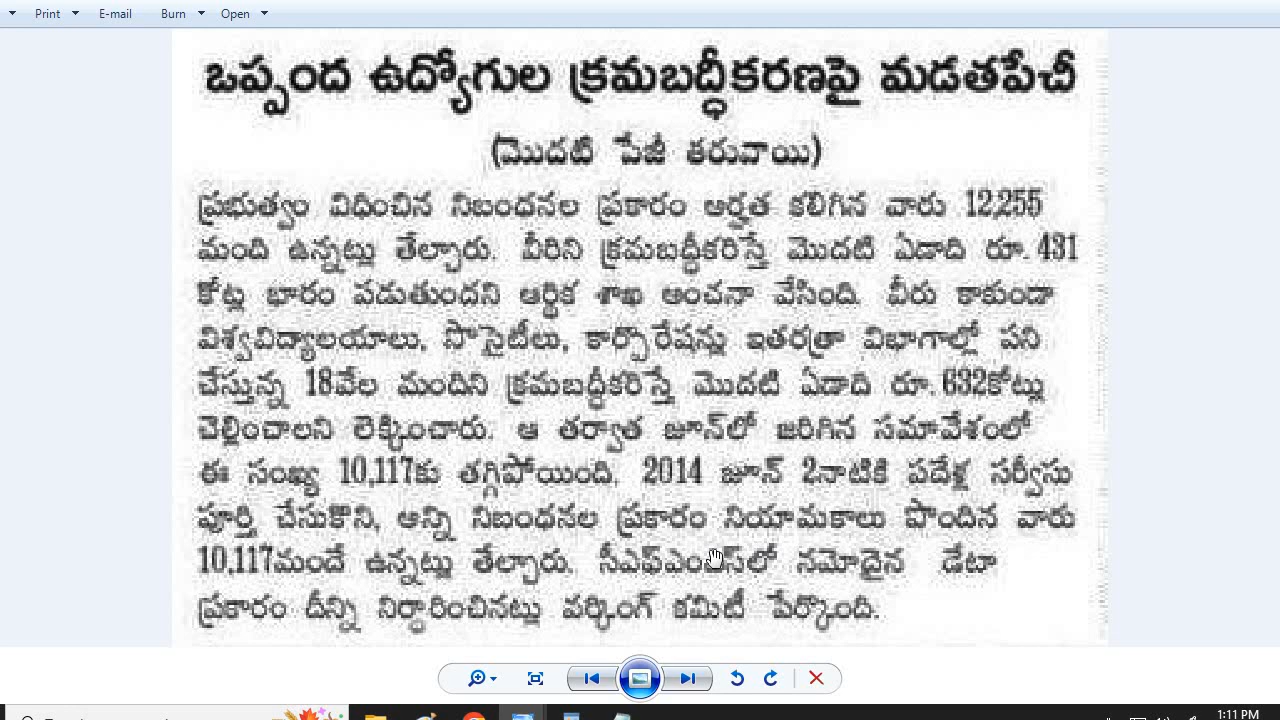 Print E-mail Burn Open
ఒప్పంద ఉద్యోగుల క్రమబద్ధీకరణపై మడతపేచీ
(మొదటి పేజీ తరువాయి)
ప్రభుత్వం విధించిన నిబంధనల ప్రకారం అర్హత కలిగిన వారు 12,255
మంది ఉన్నట్లు తేల్చారు. వీరిని క్రమబద్ధీకరిస్తే మొదటి ఏడాది రూ. 431
కోట్ల భారం పడుతుందని ఆర్థిక శాఖ అంచనా వేసింది. వీరు కాకుండా
విశ్వవిద్యాలయాలు, సొసైటీలు, కార్పొరేషన్లు ఇతరత్రా విభాగాల్లో పని
చేస్తున్న 18వేల మందిని క్రమబద్ధీకరిస్తే మొదటి ఏడాది రూ. 632కోట్లు
చెల్లించాలని లెక్కించారు. ఆ తర్వాత జూన్‌లో జరిగిన సమావేశంలో
ఈ సంఖ్య 10,117కు తగ్గిపోయింది. 2014 జూన్ 2నాటికి పదేళ్ల సర్వీసు
పూర్తి చేసుకొని, అన్ని నిబంధనల ప్రకారం నియామకాలు పొందిన వారు
10,117మందే ఉన్నట్లు తేల్చారు. సీఎఫ్ఎంఎస్‌లో నమోదైన డేటా
ప్రకారం దీన్ని నిర్ధారించినట్లు వర్కింగ్ కమిటీ పేర్కొంది.
1:11 PM